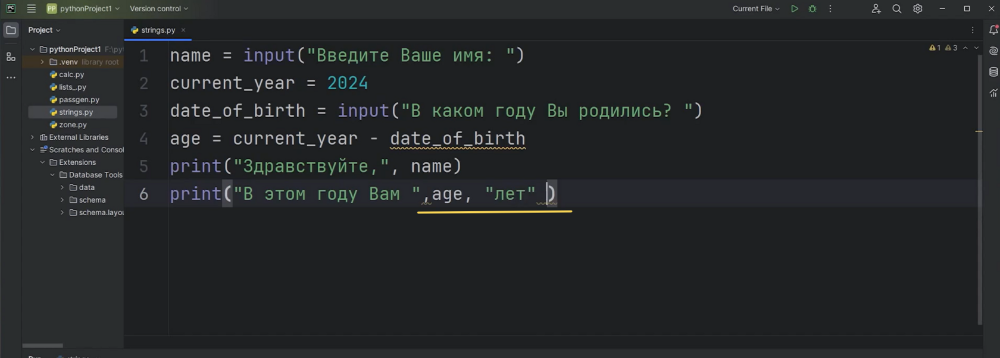 PC PP pythonProject1 Version control Current File
Project
strings.py
pythonProject1 F:\pyt
.venv library root
calc.py
lists_.py
passgen.py
strings.py
zone.py
External Libraries
Scratches and Consol
Extensions
Database Tools
data
schema
schema.layou
1 3
1 name = input("Введите Ваше имя: ")
2 current_year = 2024
3 date_of_birth = input("В каком году Вы родились? ")
4 age = current_year - date_of_birth
5 print("Здравствуйте,", name)
6 print("В этом году Вам ",age, "лет" )